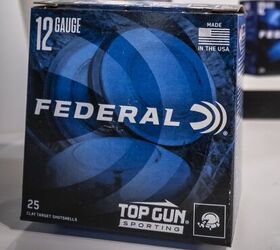 12 GAUGE
MADE
IN THE USA
FEDERAL
25
CLAY TARGET SHOTSHELLS
TOP GUN
SPORTING